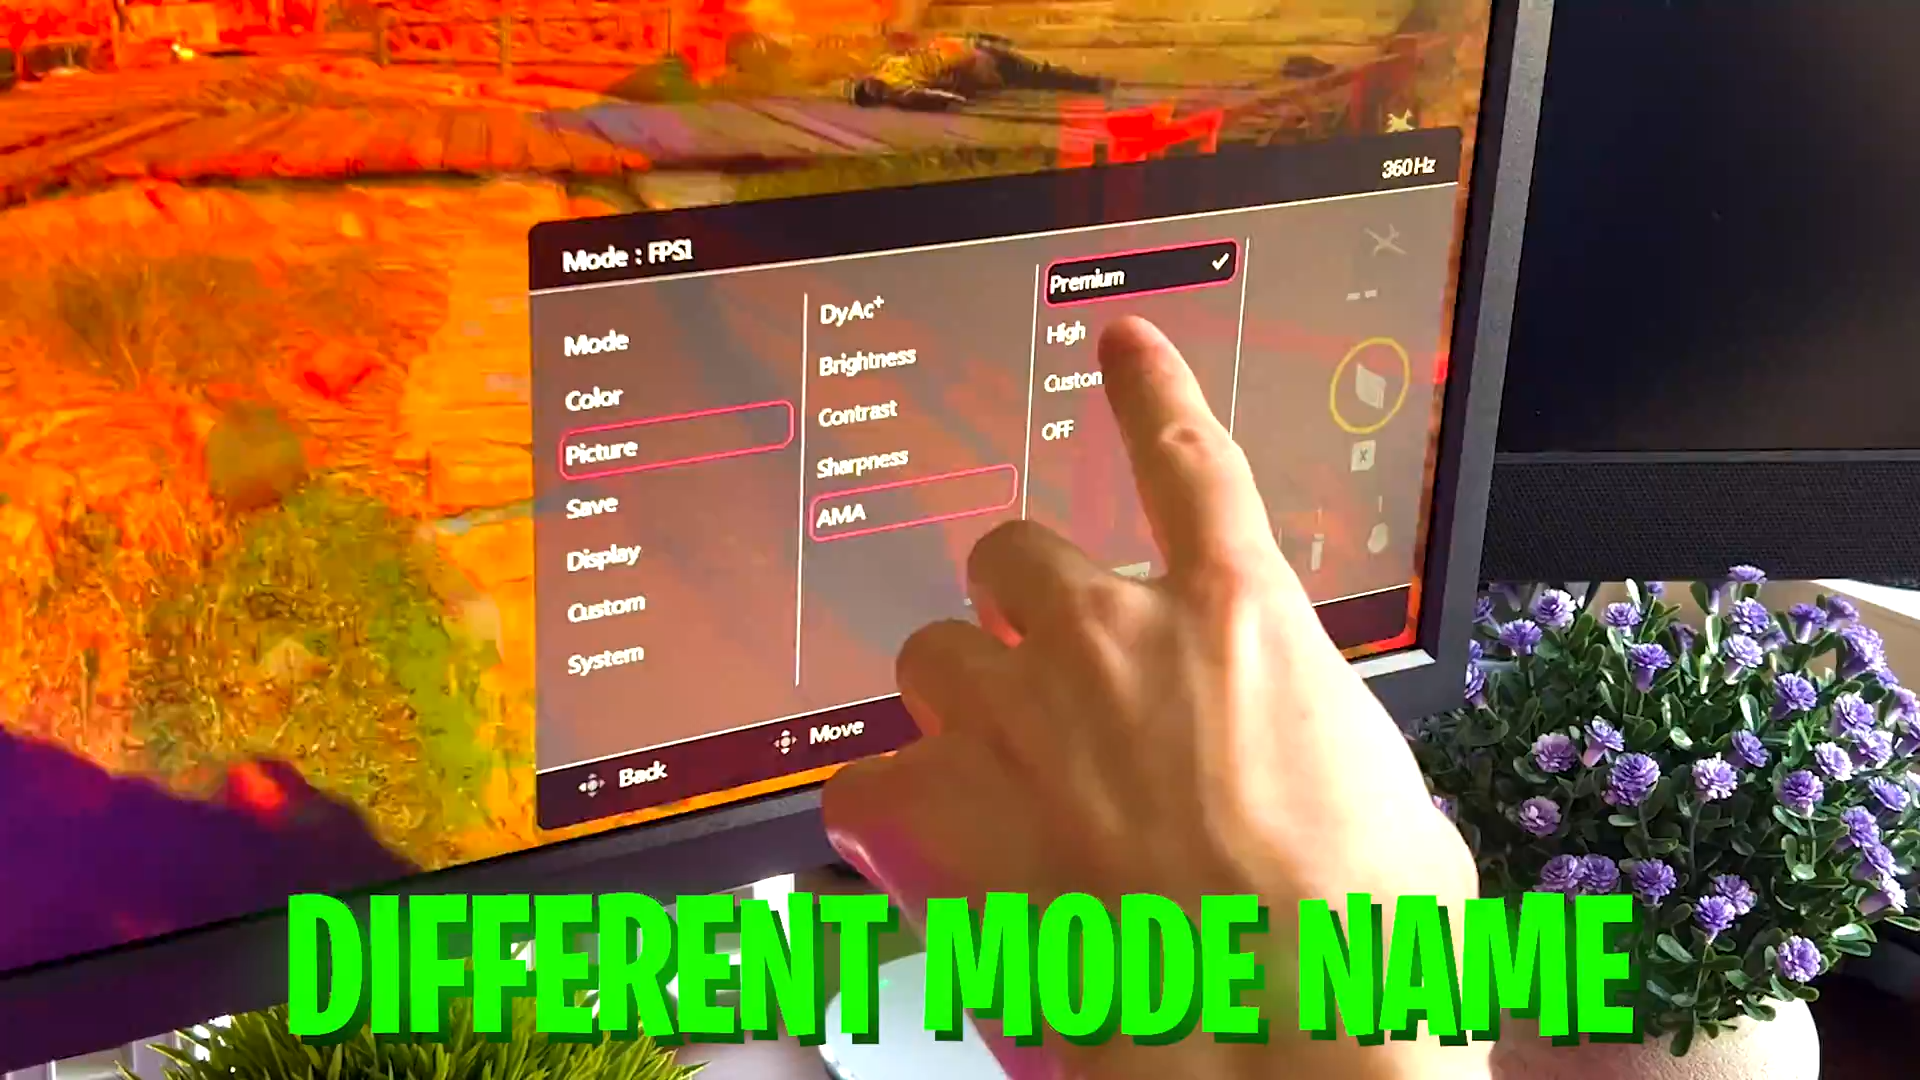 360Hz
Mode : FPS1
Mode
Color
Picture
Save
Display
Custom
System
DyAc+
Brightness
Contrast
Sharpness
AMA
Premium
High
Custom
OFF
Back
Move
X
DIFFERENT MODE NAME